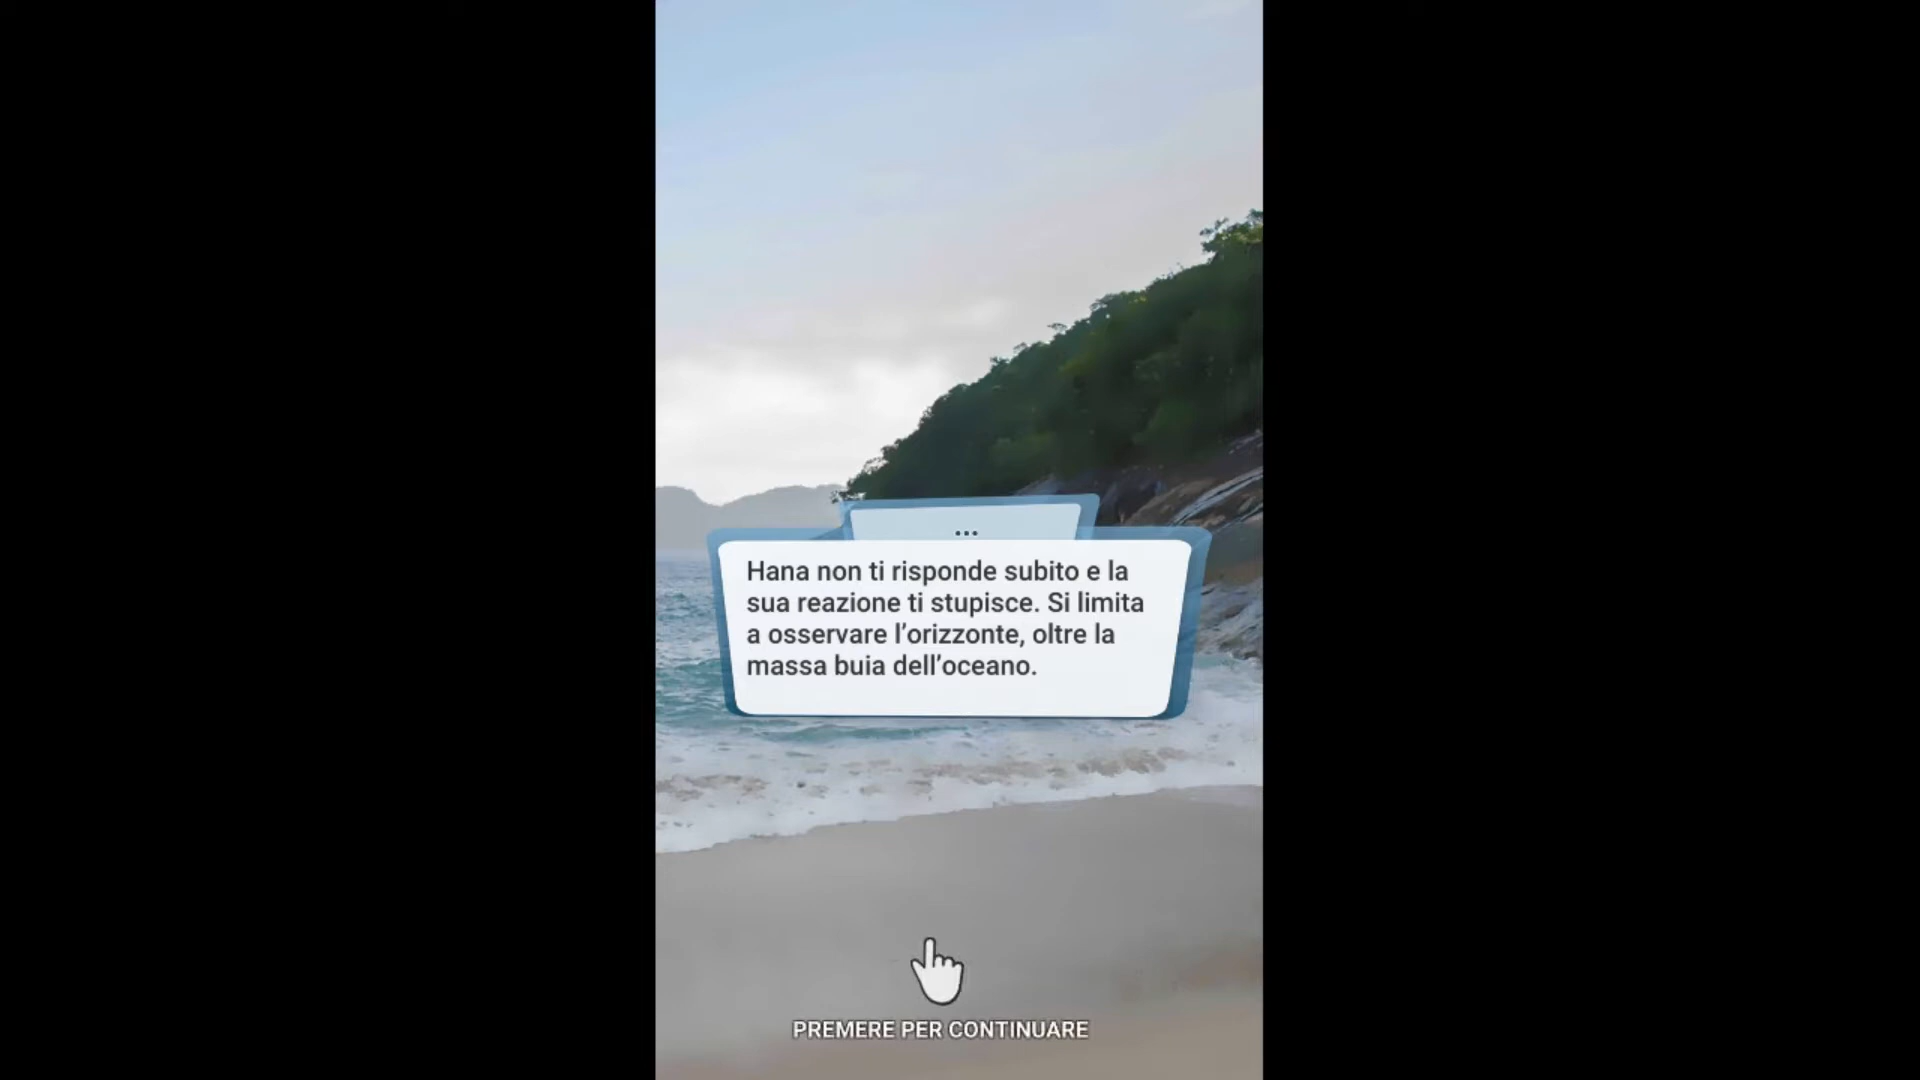 ...
Hana non ti risponde subito e la
sua reazione ti stupisce. Si limita
a osservare l’orizzonte, oltre la
massa buia dell’oceano.
PREMERE PER CONTINUARE